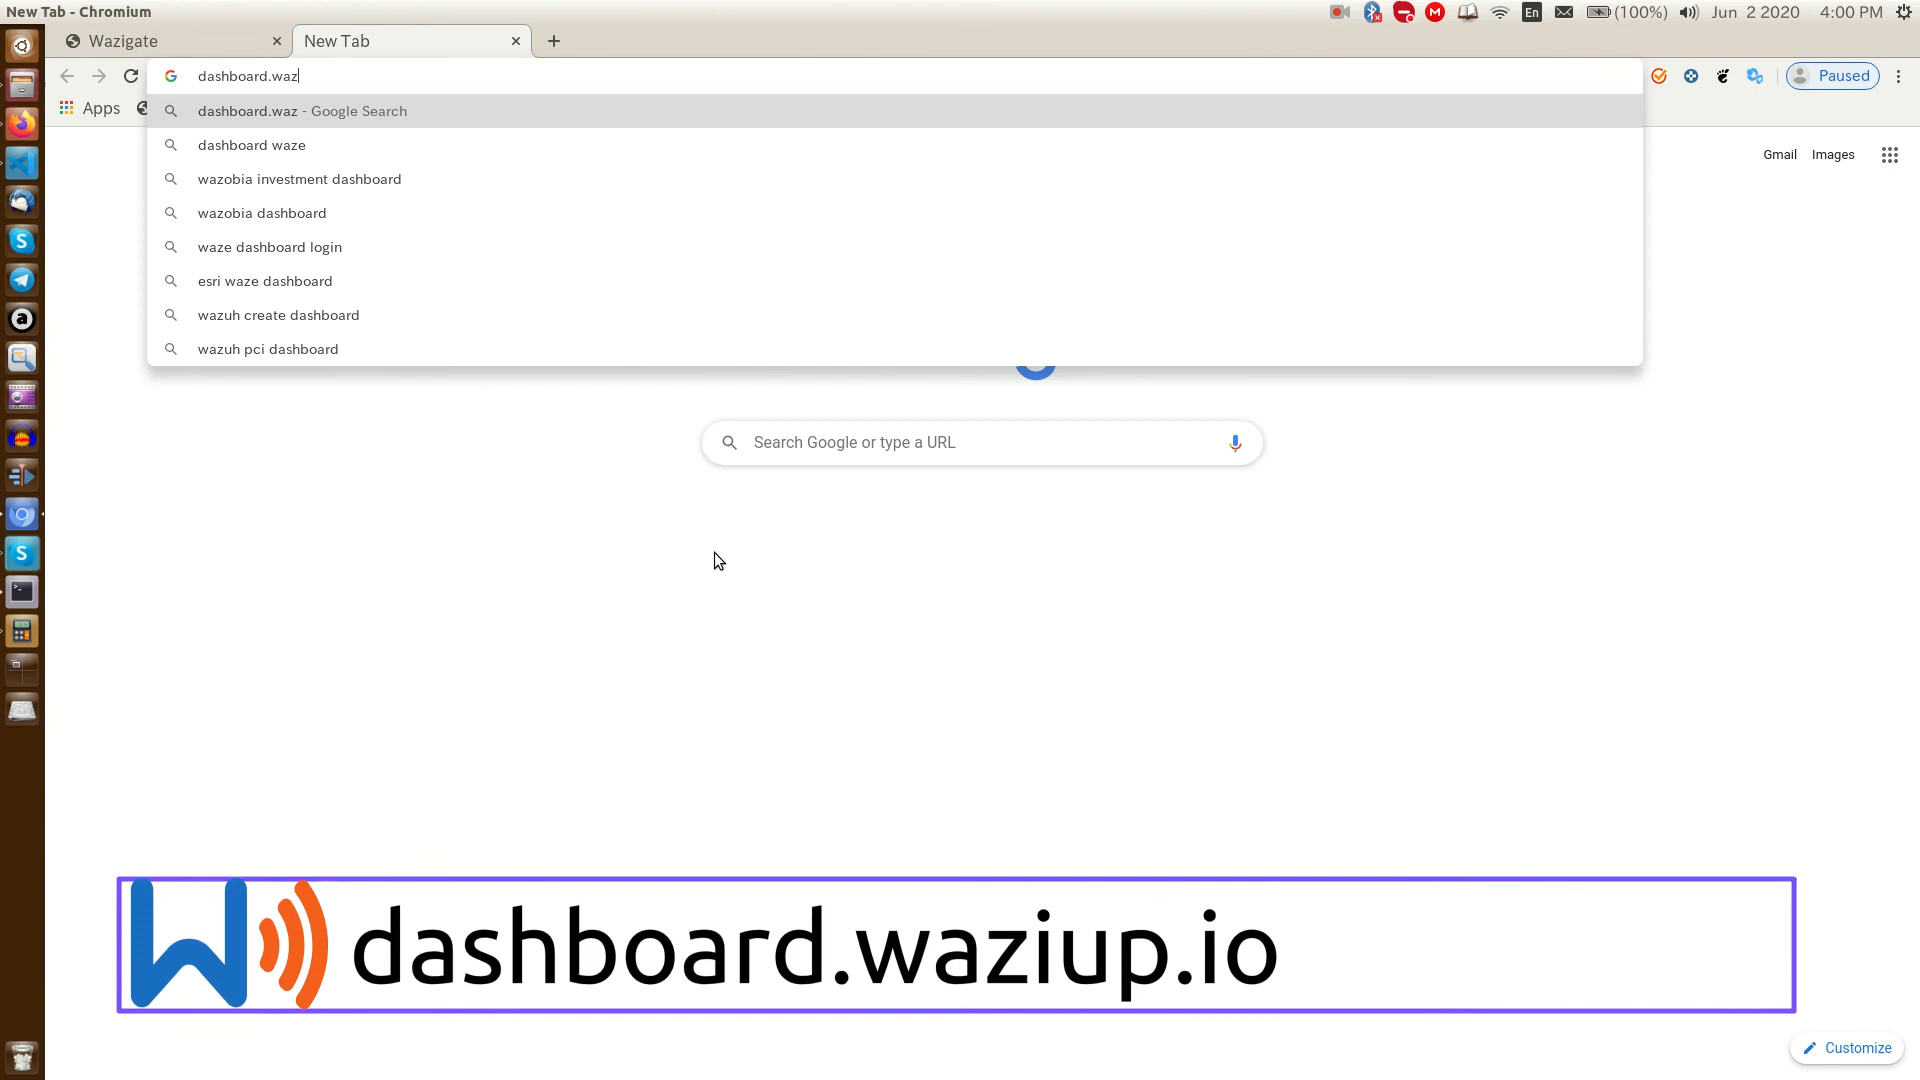 New Tab - Chromium
En
(100%)
Jun 2 2020
4:00 PM
Wazigate
New Tab
dashboard.waz
Paused
Apps
dashboard.waz - Google Search
dashboard waze
wazobia investment dashboard
wazobia dashboard
waze dashboard login
esri waze dashboard
wazuh create dashboard
wazuh pci dashboard
Gmail
Images
Search Google or type a URL
dashboard.waziup.io
Customize